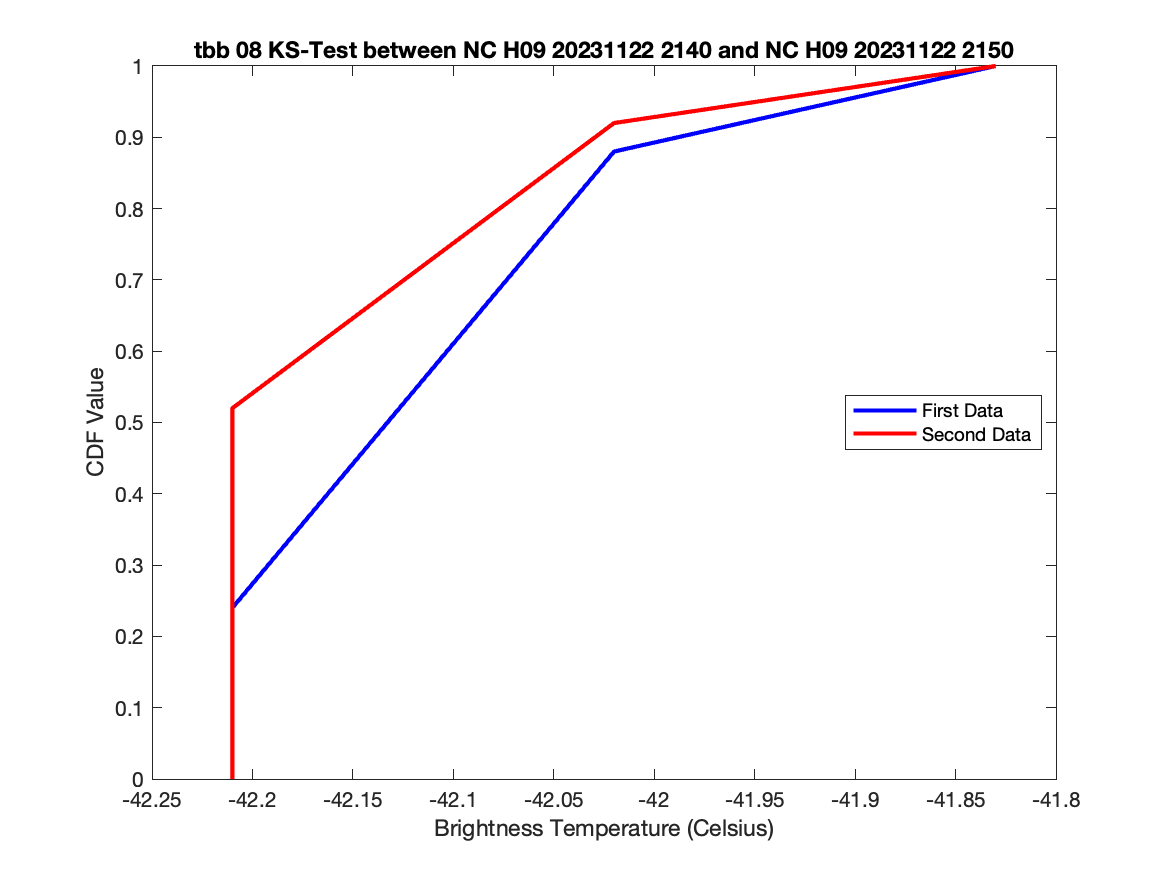 tbb 08 KS-Test between NC H09 20231122 2140 and NC H09 20231122 2150
1
0.9
0.8
0.7
0.6
0.5
0.4
0.3
0.2
0.1
0
CDF Value
First Data
Second Data
-42.25 -42.2 -42.15 -42.1 -42.05 -42 -41.95 -41.9 -41.85 -41.8
Brightness Temperature (Celsius)